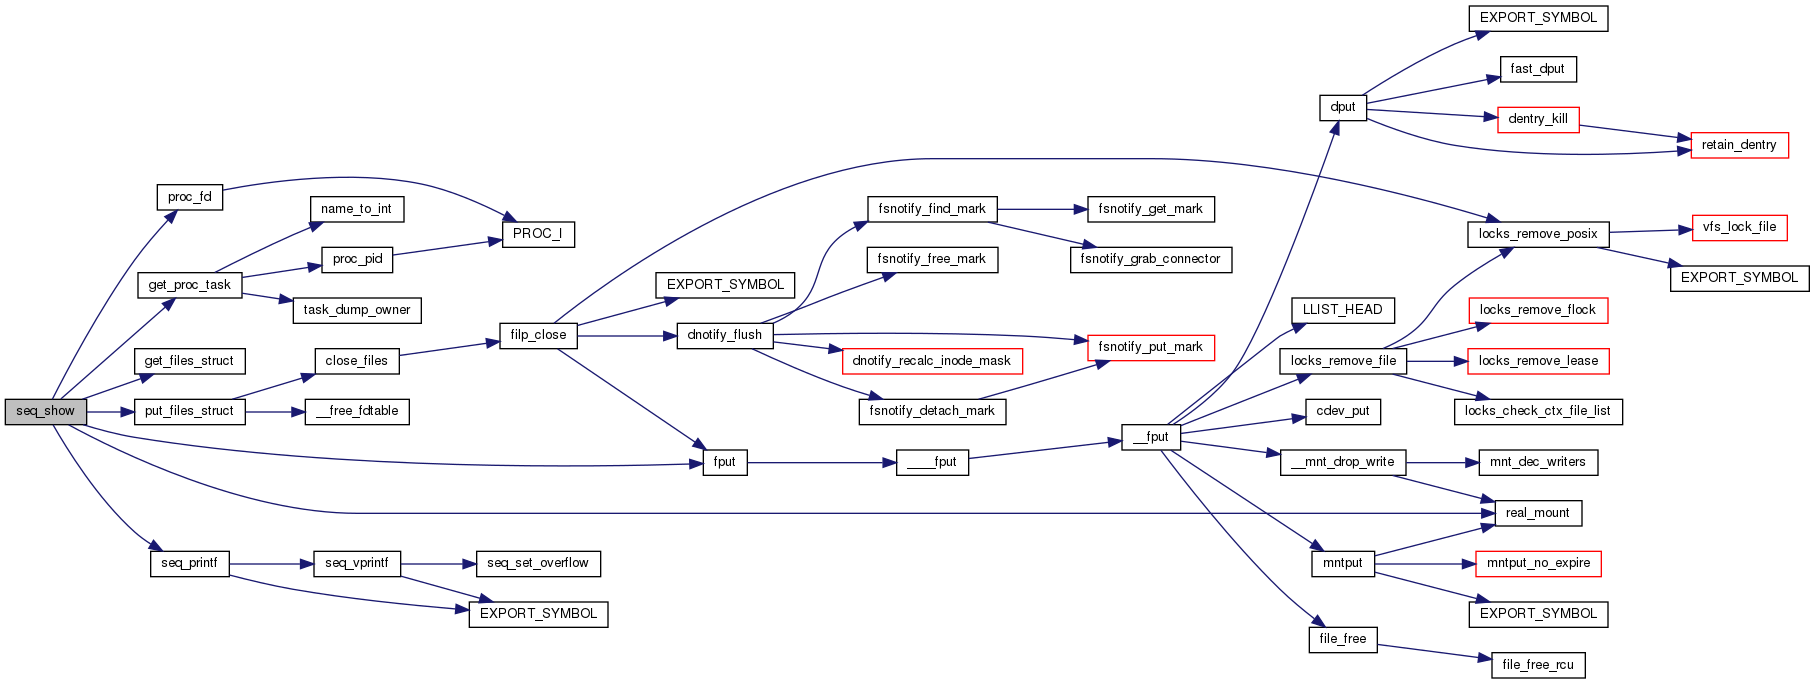 EXPORT_SYMBOL
fast_dput
dput
dentry_kill
retain_dentry
proc_fd
name_to_int
fsnotify_find_mark
fsnotify_get_mark
PROC_I
locks_remove_posix
vfs_lock_file
proc_pid
fsnotify_free_mark
fsnotify_grab_connector
get_proc_task
EXPORT_SYMBOL
EXPORT_SYMBOL
task_dump_owner
LLIST_HEAD
locks_remove_flock
filp_close
dnotify_flush
fsnotify_put_mark
get_files_struct
close_files
dnotify_recalc_inode_mask
locks_remove_file
locks_remove_lease
seq_show
put_files_struct
__free_fdtable
fsnotify_detach_mark
cdev_put
locks_check_ctx_file_list
__fput
fput
____fput
__mnt_drop_write
mnt_dec_writers
real_mount
seq_printf
seq_vprintf
seq_set_overflow
mntput
mntput_no_expire
EXPORT_SYMBOL
EXPORT_SYMBOL
file_free
file_free_rcu